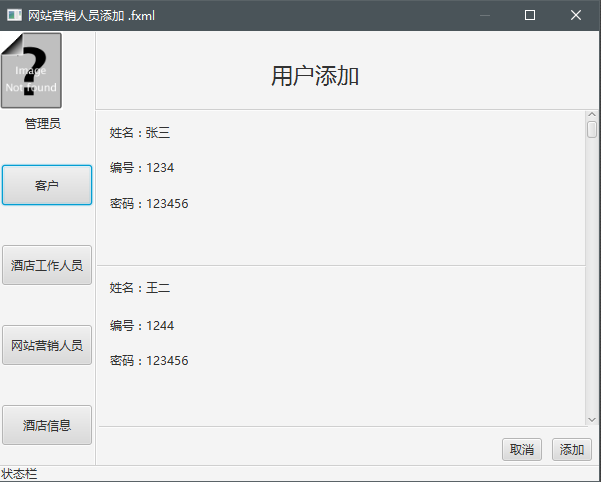 网站营销人员添加 .fxml
Image
Not found
管理员
客户
酒店工作人员
网站营销人员
酒店信息
用户添加
姓名：张三
编号：1234
密码：123456
姓名：王二
编号：1244
密码：123456
取消
添加
状态栏